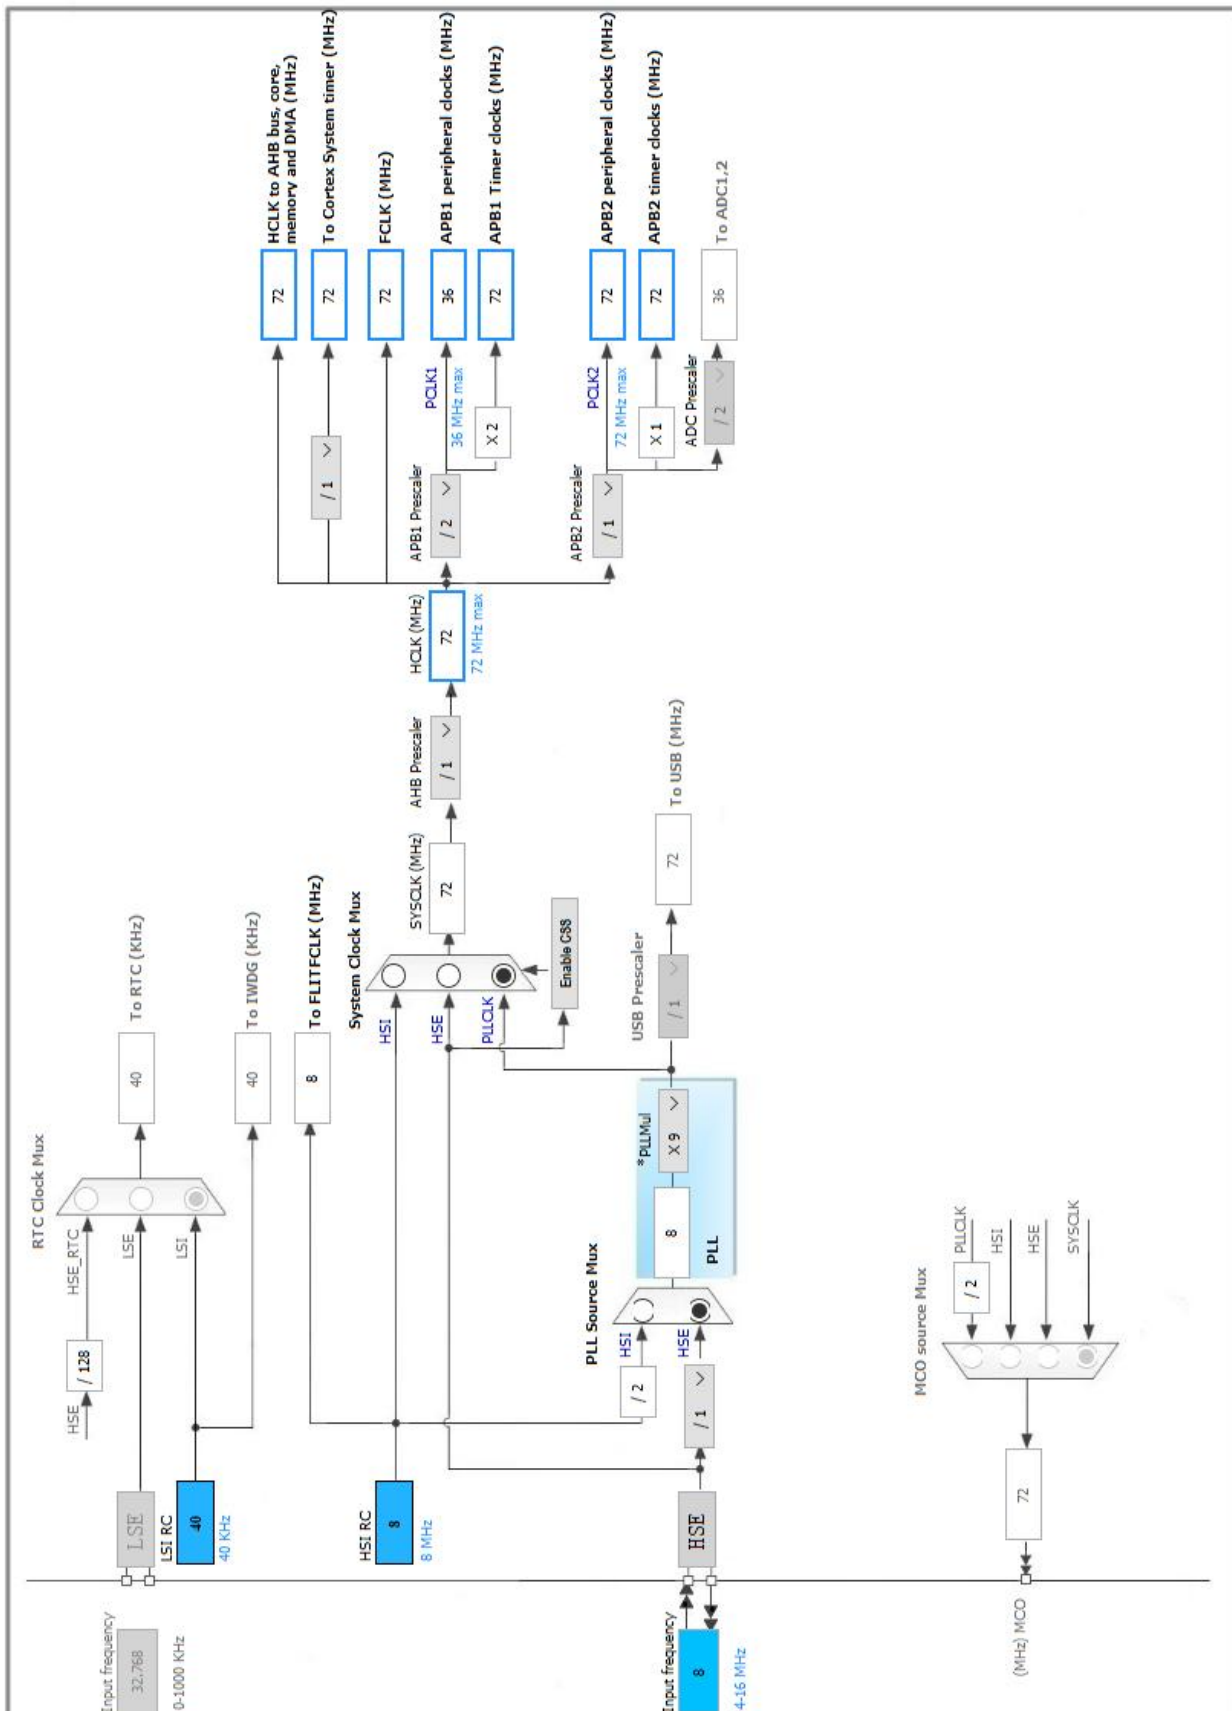 RTC Clock Mux
HSE
/ 128
HSE_RTC
LSE
LSI
40
To RTC (KHz)
Input frequency
32.768
0-1000 KHz
LSE
LSI RC
40
40 KHz
40
To IWDG (KHz)
8
To FLITFCLK (MHz)
HSI RC
8
8 MHz
System Clock Mux
HSI
HSE
PLLCLK
Enable CSS
SYSCLK (MHz)
72
AHB Prescaler
/ 1
HCLK (MHz)
72
72 MHz max
72
HCLK to AHB bus, core,
memory and DMA (MHz)
/ 1
72
To Cortex System timer (MHz)
72
FCLK (MHz)
APB1 Prescaler
/ 2
PCLK1
36 MHz max
36
APB1 peripheral clocks (MHz)
X 2
72
APB1 Timer clocks (MHz)
APB2 Prescaler
/ 1
PCLK2
72 MHz max
72
APB2 peripheral clocks (MHz)
X 1
72
APB2 timer clocks (MHz)
ADC Prescaler
/ 2
36
To ADC1,2
PLL Source Mux
/ 2
HSI
HSE
/ 1
8
*PLLMul
X 9
PLL
USB Prescaler
/ 1
72
To USB (MHz)
Input frequency
8
4-16 MHz
HSE
MCO source Mux
/ 2
PLLCLK
HSI
HSE
SYSCLK
72
(MHz) MCO